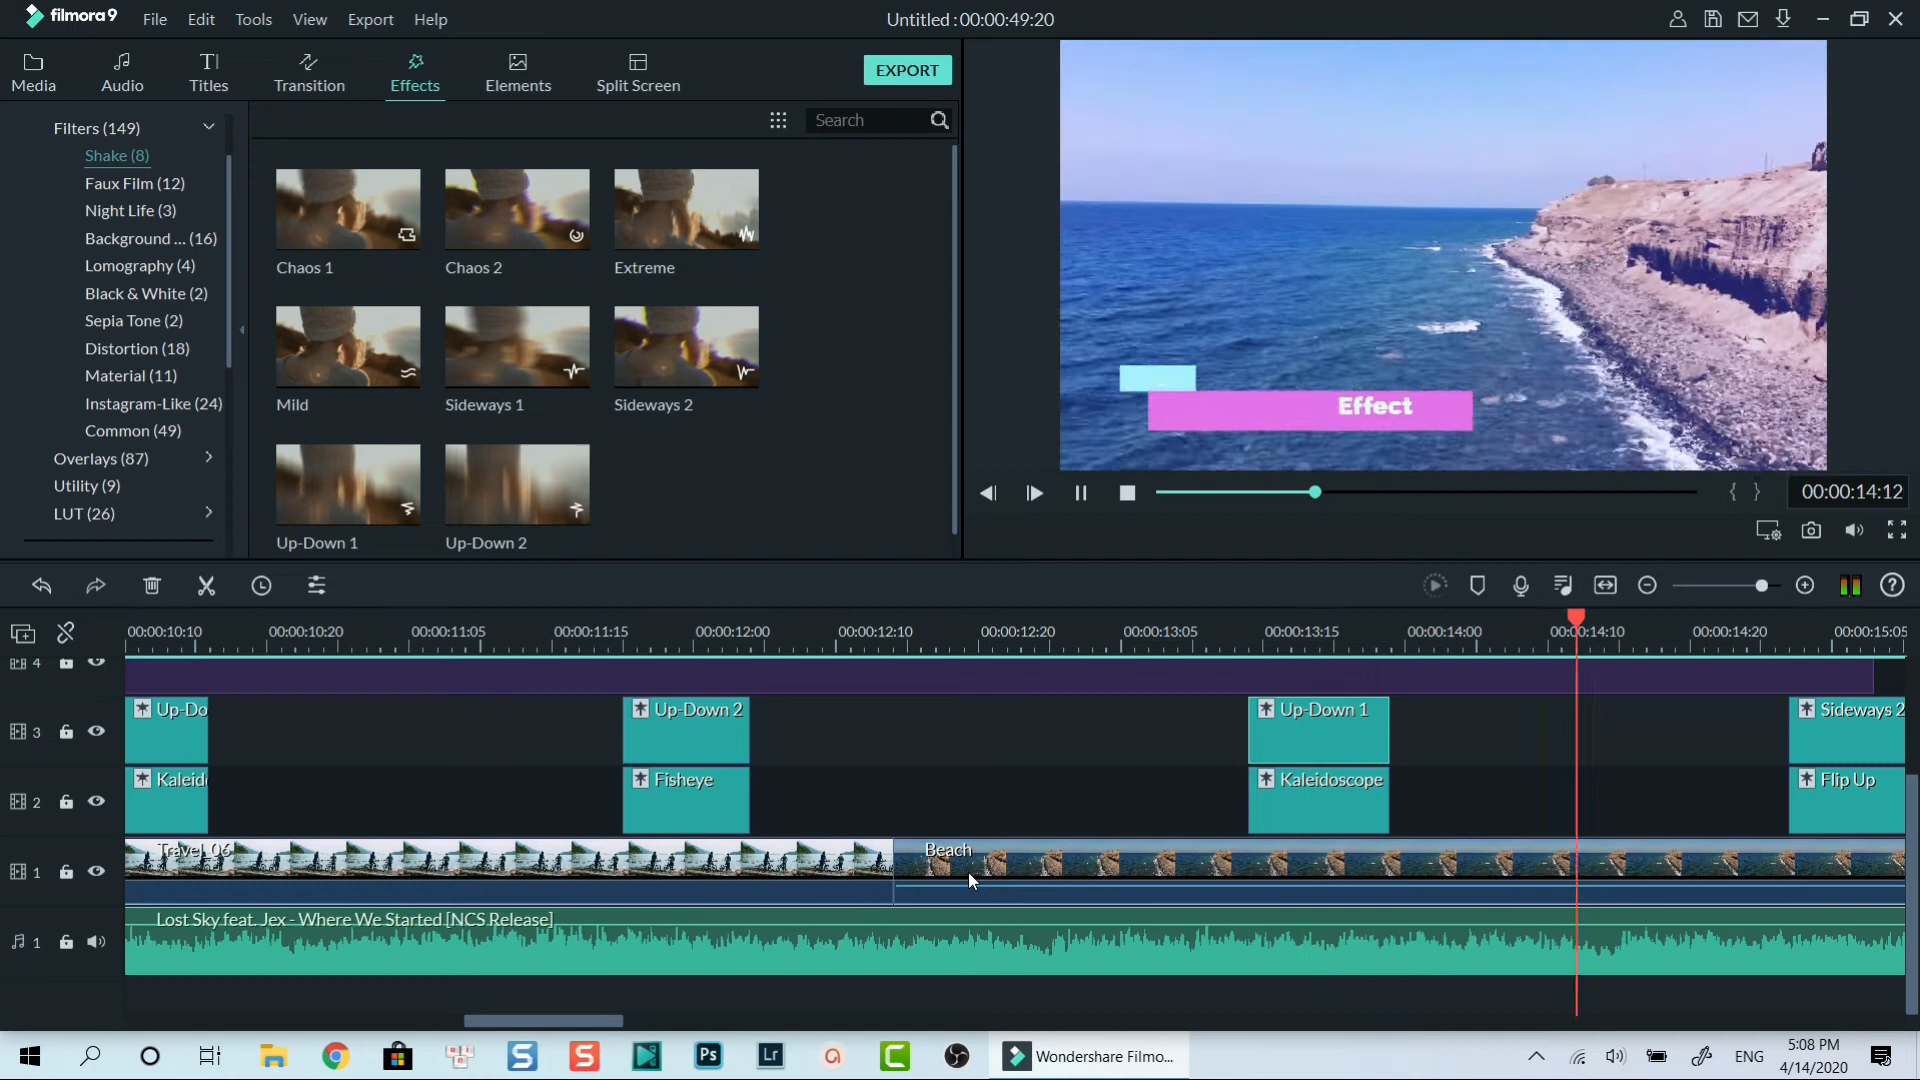 filmora9
File Edit Tools View Export Help
Untitled : 00:00:49:20
Media Audio Titles Transition Effects Elements Split Screen
EXPORT
Search
Filters (149)
Shake (8)
Faux Film (12)
Night Life (3)
Background ... (16)
Lomography (4)
Black & White (2)
Sepia Tone (2)
Distortion (18)
Material (11)
Instagram-Like (24)
Common (49)
Overlays (87)
Utility (9)
LUT (26)
Chaos 1 Chaos 2 Extreme
Mild Sideways 1 Sideways 2
Up-Down 1 Up-Down 2
Effect
00:00:14:12
00:00:10:10 00:00:10:20 00:00:11:05 00:00:11:15 00:00:12:00 00:00:12:10 00:00:12:20 00:00:13:05 00:00:13:15 00:00:14:00 00:00:14:10 00:00:14:20 00:00:15:05
4
3 Up-Do Up-Down 2 Up-Down 1 Sideways 2
2 Kaleid Fisheye Kaleidoscope Flip Up
1 Travel_06 Beach
1 Lost Sky feat. Jex - Where We Started [NCS Release]
S S Ps Lr a C Wondershare Filmo...
ENG
5:08 PM
4/14/2020